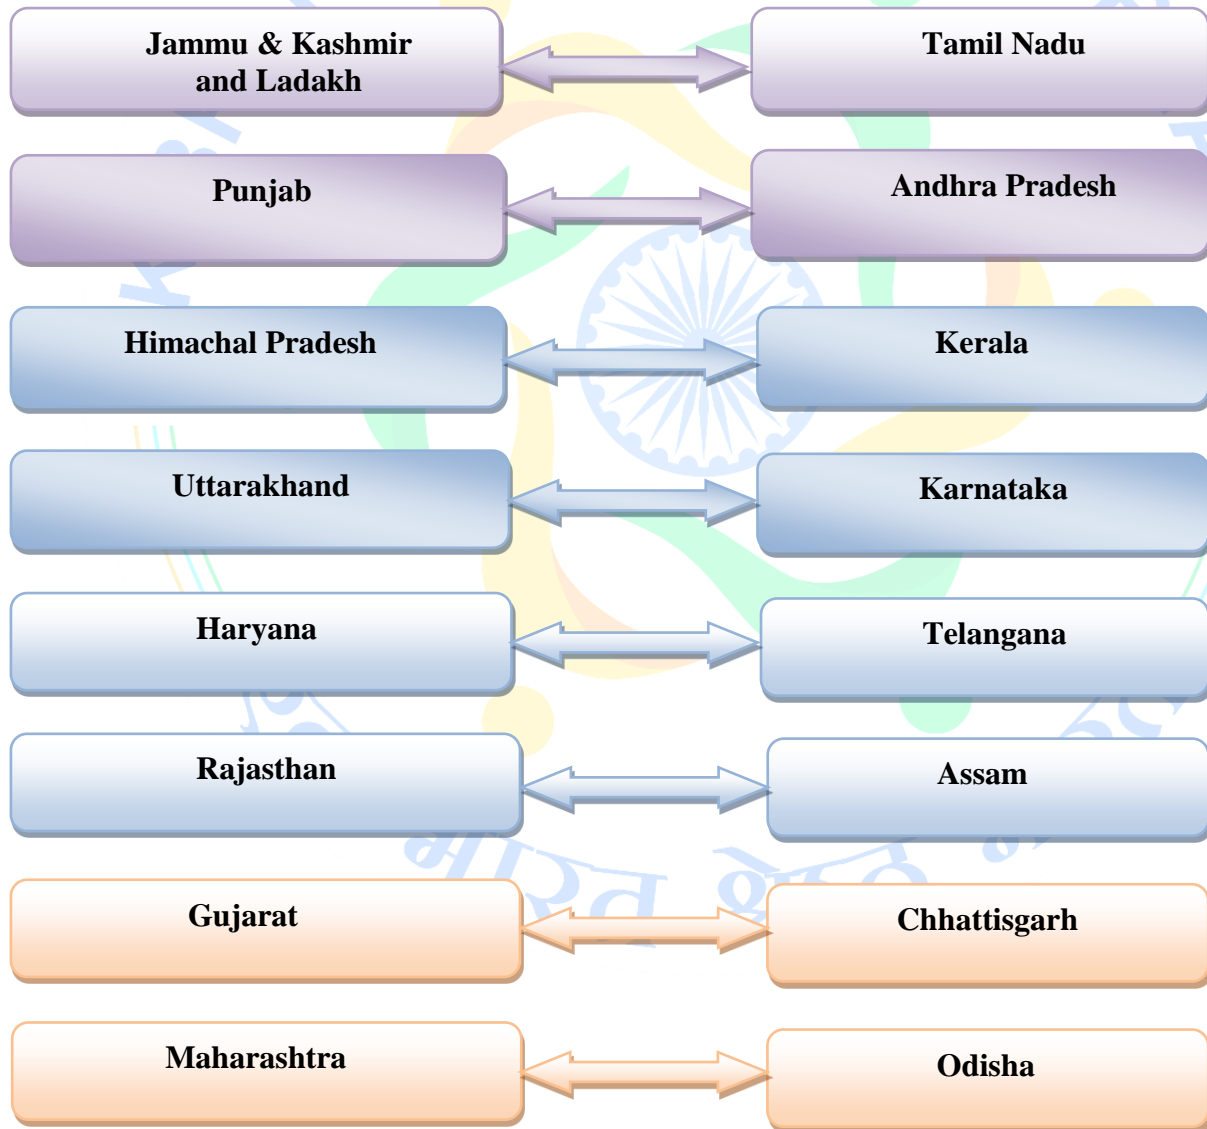 Jammu & Kashmir
and Ladakh
Tamil Nadu
Punjab
Andhra Pradesh
Himachal Pradesh
Kerala
Uttarakhand
Karnataka
Haryana
Telangana
Rajasthan
Assam
Gujarat
Chhattisgarh
Maharashtra
Odisha